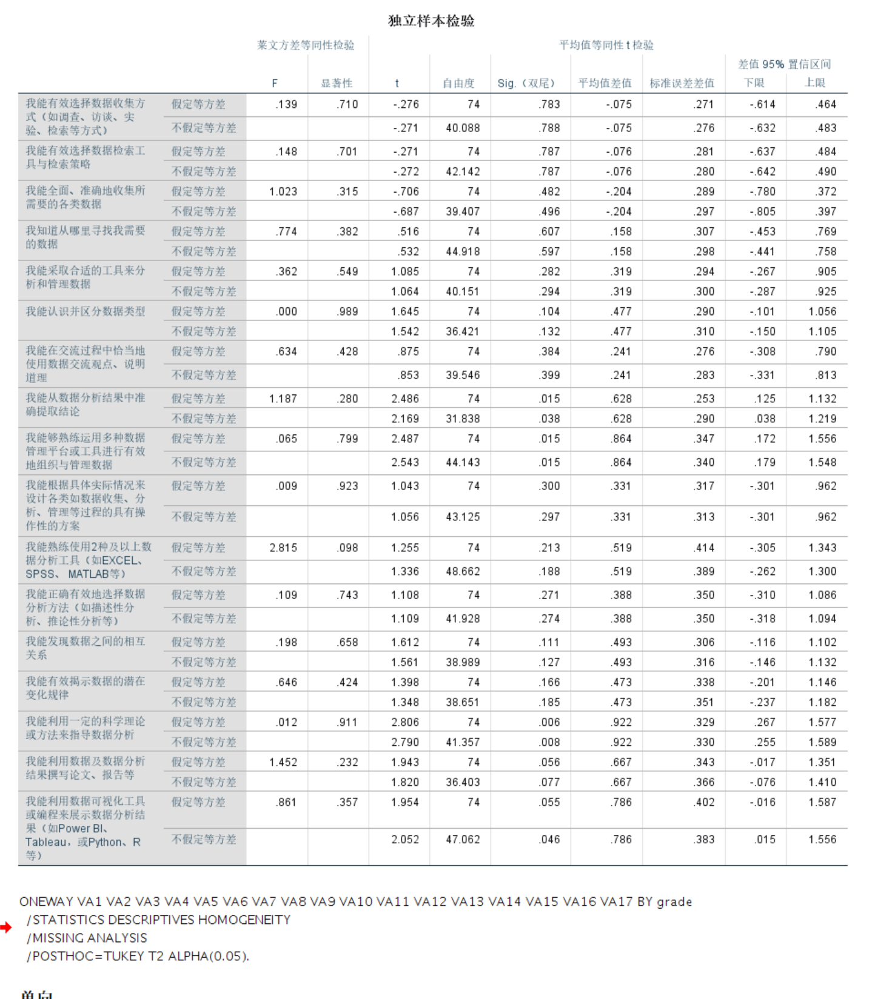 独立样本检验
莱文方差等同性检验 平均值等同性 t 检验
差值 95% 置信区间
F 显著性 t 自由度 Sig.（双尾） 平均值差值 标准误差差值 下限 上限
我能有效选择数据收集方 假定等方差 .139 .710 -.276 74 .783 -.075 .271 -.614 .464
式（如调查、访谈、实
验、检索等方式） 不假定等方差 -.271 40.088 .788 -.075 .276 -.632 .483
我能有效选择数据检索工 假定等方差 .148 .701 -.271 74 .787 -.076 .281 -.637 .484
具与检索策略 不假定等方差 -.272 42.142 .787 -.076 .280 -.642 .490
我能全面、准确地收集所 假定等方差 1.023 .315 -.706 74 .482 -.204 .289 -.780 .372
需要的各类数据 不假定等方差 -.687 39.407 .496 -.204 .297 -.805 .397
我知道从哪里寻找我需要 假定等方差 .774 .382 .516 74 .607 .158 .307 -.453 .769
的数据 不假定等方差 .532 44.918 .597 .158 .298 -.441 .758
我能采取合适的工具来分 假定等方差 .362 .549 1.085 74 .282 .319 .294 -.267 .905
析和管理数据 不假定等方差 1.064 40.151 .294 .319 .300 -.287 .925
我能认识并区分数据类型 假定等方差 .000 .989 1.645 74 .104 .477 .290 -.101 1.056
不假定等方差 1.542 36.421 .132 .477 .310 -.150 1.105
我能在交流过程中恰当地 假定等方差 .634 .428 .875 74 .384 .241 .276 -.308 .790
使用数据交流观点、说明
道理 不假定等方差 .853 39.546 .399 .241 .283 -.331 .813
我能从数据分析结果中准 假定等方差 1.187 .280 2.486 74 .015 .628 .253 .125 1.132
确提取结论 不假定等方差 2.169 31.838 .038 .628 .290 .038 1.219
我能够熟练运用多种数据 假定等方差 .065 .799 2.487 74 .015 .864 .347 .172 1.556
管理平台或工具进行有效
地组织与管理数据 不假定等方差 2.543 44.143 .015 .864 .340 .179 1.548
我能根据具体实际情况来 假定等方差 .009 .923 1.043 74 .300 .331 .317 -.301 .962
设计各类如数据收集、分
析、管理等过程的具有操 不假定等方差 1.056 43.125 .297 .331 .313 -.301 .962
作性的方案
我能熟练使用2种及以上数 假定等方差 2.815 .098 1.255 74 .213 .519 .414 -.305 1.343
据分析工具（如EXCEL、
SPSS、 MATLAB等） 不假定等方差 1.336 48.662 .188 .519 .389 -.262 1.300
我能正确有效地选择数据 假定等方差 .109 .743 1.108 74 .271 .388 .350 -.310 1.086
分析方法（如描述性分
析、推论性分析等） 不假定等方差 1.109 41.928 .274 .388 .350 -.318 1.094
我能发现数据之间的相互 假定等方差 .198 .658 1.612 74 .111 .493 .306 -.116 1.102
关系 不假定等方差 1.561 38.989 .127 .493 .316 -.146 1.132
我能有效揭示数据的潜在 假定等方差 .646 .424 1.398 74 .166 .473 .338 -.201 1.146
变化规律 不假定等方差 1.348 38.651 .185 .473 .351 -.237 1.182
我能利用一定的科学理论 假定等方差 .012 .911 2.806 74 .006 .922 .329 .267 1.577
或方法来指导数据分析 不假定等方差 2.790 41.357 .008 .922 .330 .255 1.589
我能利用数据及数据分析 假定等方差 1.452 .232 1.943 74 .056 .667 .343 -.017 1.351
结果撰写论文、报告等 不假定等方差 1.820 36.403 .077 .667 .366 -.076 1.410
我能利用数据可视化工具 假定等方差 .861 .357 1.954 74 .055 .786 .402 -.016 1.587
或编程来展示数据分析结
果（如Power BI、
Tableau，或Python、R 不假定等方差 2.052 47.062 .046 .786 .383 .015 1.556
等）
ONEWAY VA1 VA2 VA3 VA4 VA5 VA6 VA7 VA8 VA9 VA10 VA11 VA12 VA13 VA14 VA15 VA16 VA17 BY grade
/STATISTICS DESCRIPTIVES HOMOGENEITY
/MISSING ANALYSIS
/POSTHOC=TUKEY T2 ALPHA(0.05).
单向